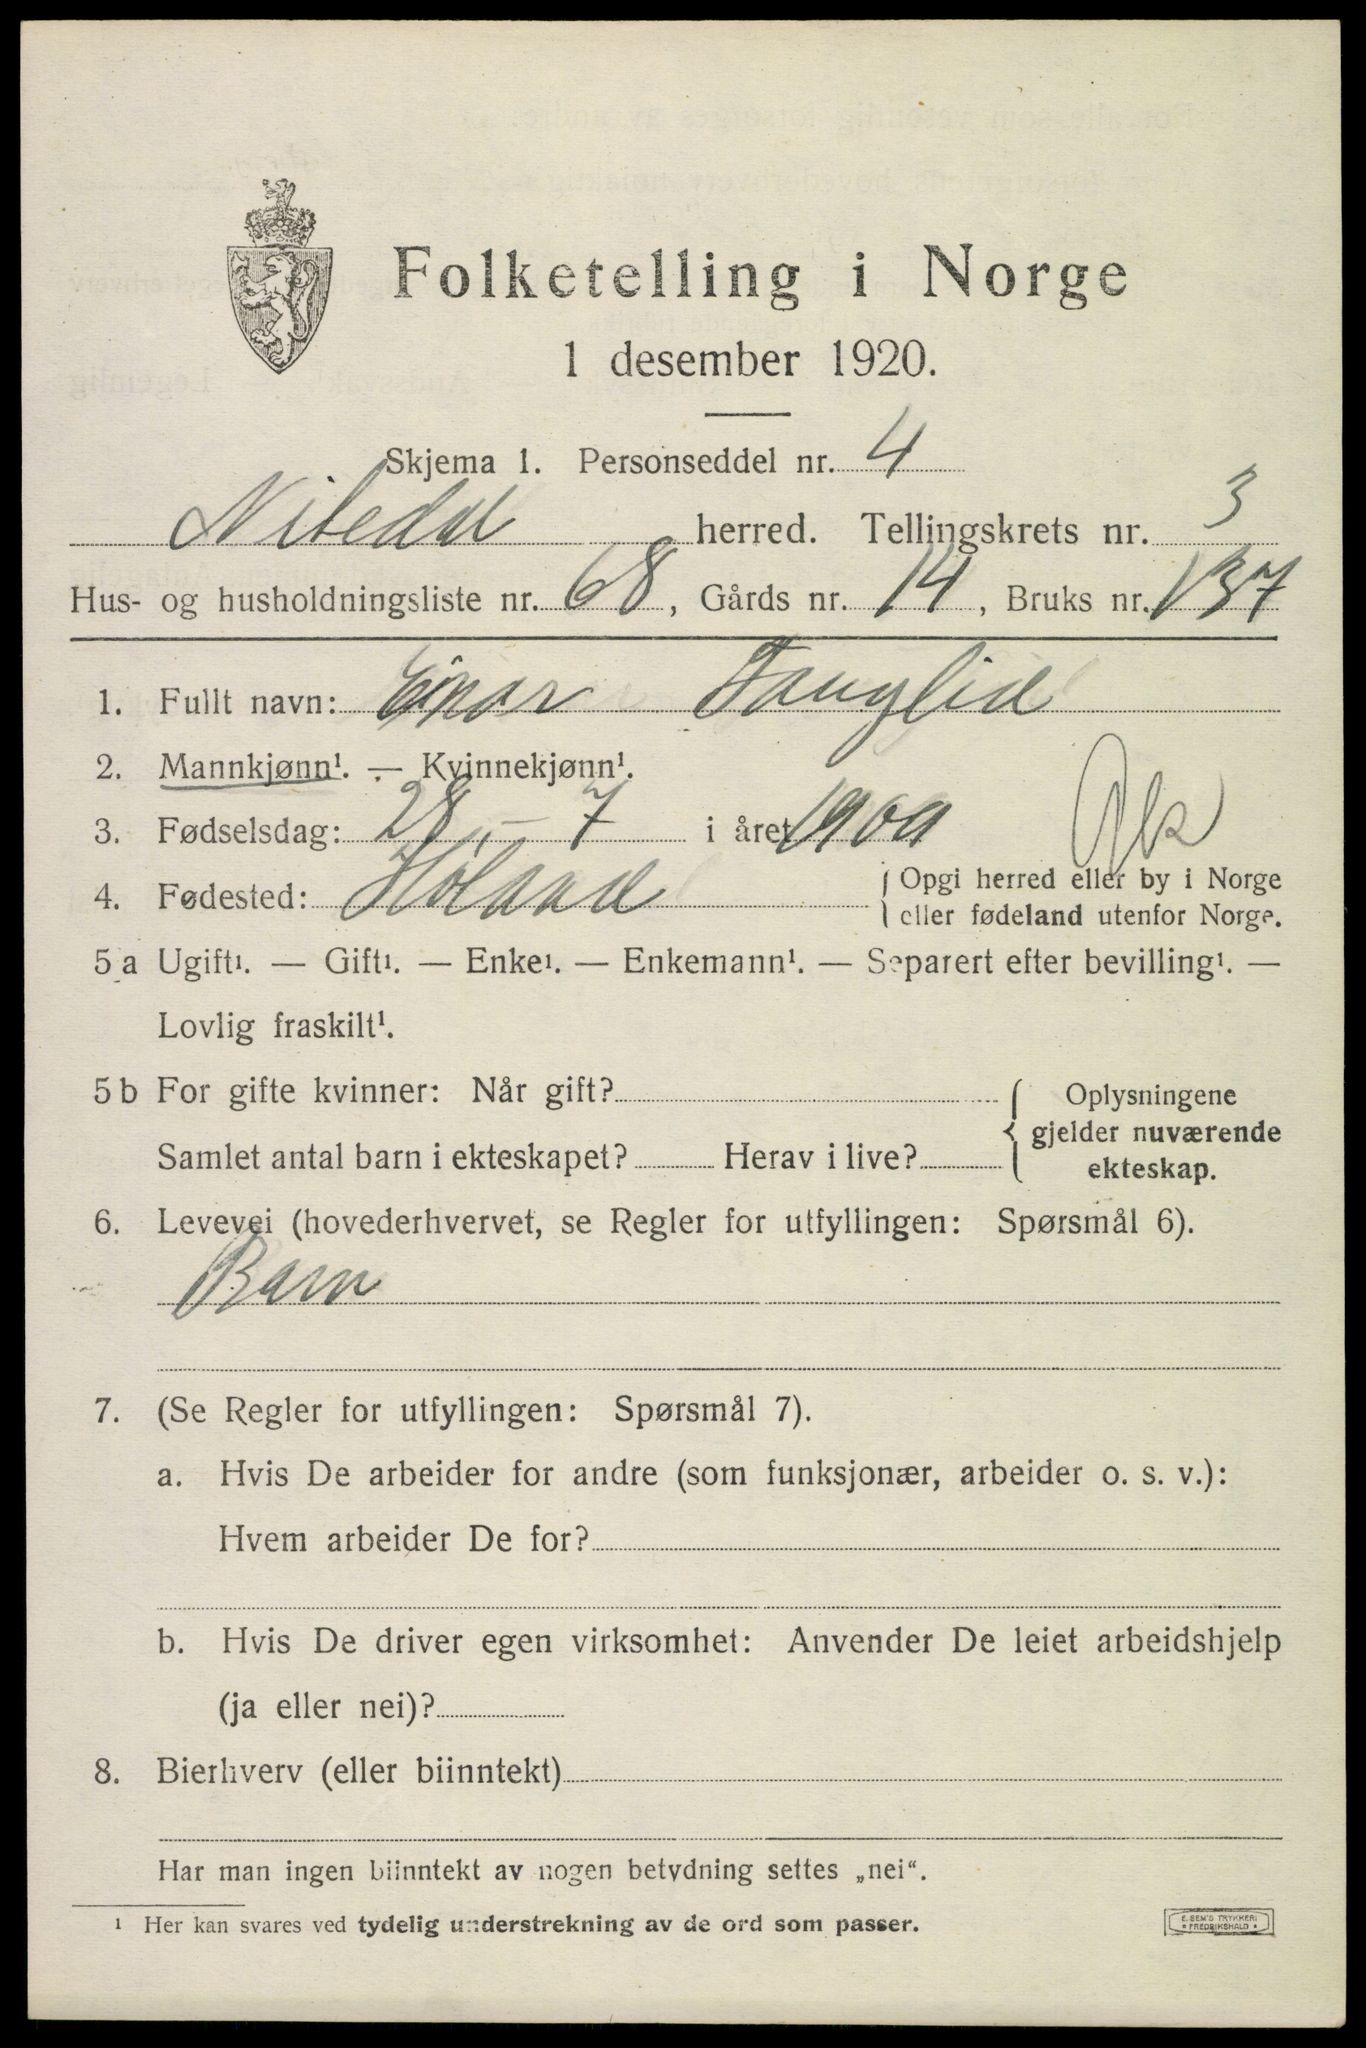 Folketelling i Norge
1 desember 1920.
Skjema 1. Personseddel nr. 4
Nitedal herred. Tellingskrets nr. 3
Hus- og husholdningsliste nr. 68, Gårds nr. 14, Bruks nr. 137
1. Fullt navn: Einar Fauglid
2. Mannkjønn¹. — Kvinnekjønn¹.
3. Fødselsdag: 28 – 7 i året 1909
4. Fødested: Høland { Opgi herred eller by i Norge
eller fødeland utenfor Norge.
Ak
5 a Ugift¹. — Gift¹. — Enke¹. — Enkemann¹. — Separert efter bevilling¹. —
Lovlig fraskilt¹.
5 b For gifte kvinner: Når gift?
Samlet antal barn i ekteskapet? Herav i live?
Oplysningene
gjelder nuværende
ekteskap.
6. Levevei (hovederhvervet, se Regler for utfyllingen: Spørsmål 6).
Barn
7. (Se Regler for utfyllingen: Spørsmål 7).
a. Hvis De arbeider for andre (som funksjonær, arbeider o. s. v.):
Hvem arbeider De for?
b. Hvis De driver egen virksomhet: Anvender De leiet arbeidshjelp
(ja eller nei)?
8. Bierhverv (eller biinntekt)
Har man ingen biinntekt av nogen betydning settes „nei“.
¹ Her kan svares ved tydelig understrekning av de ord som passer.
E. SEM'S TRYKKERI
FREDRIKSHALD